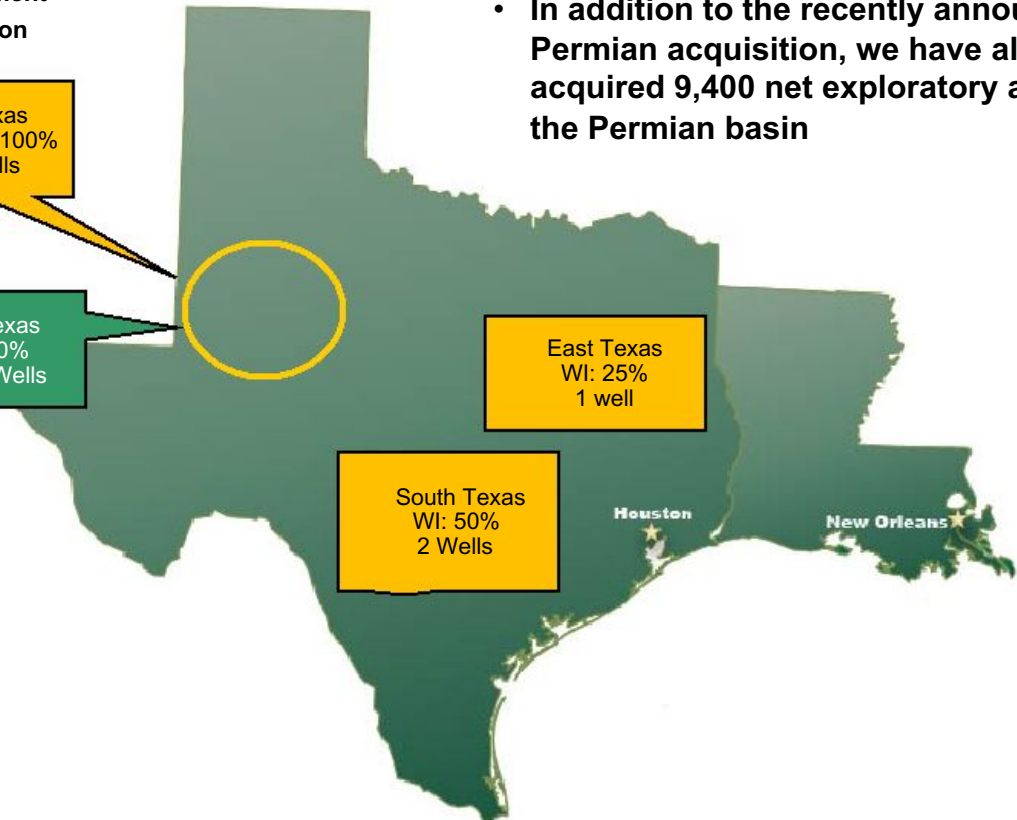 on
• In addition to the recently annou
Permian acquisition, we have al
acquired 9,400 net exploratory a
the Permian basin
xas
100%
lls
exas
0%
Wells
East Texas
WI: 25%
1 well
South Texas
WI: 50%
2 Wells
Houston
New Orleans